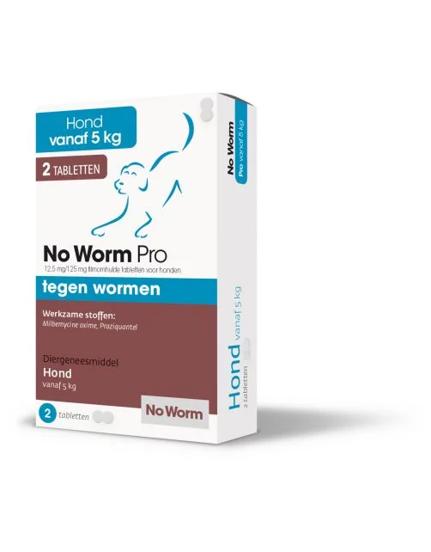 Hond
vanaf 5 kg
2 TABLETTEN
No Worm Pro
12,5 mg/125 mg filmomhulde tabletten voor honden
tegen wormen
Werkzame stoffen:
Milbemycine oxime, Praziquantel
Diergeneesmiddel
Hond
vanaf 5 kg
2 tabletten
No Worm
No Worm
Pro vanaf 5 kg
Hond vanaf 5 kg
2 tabletten